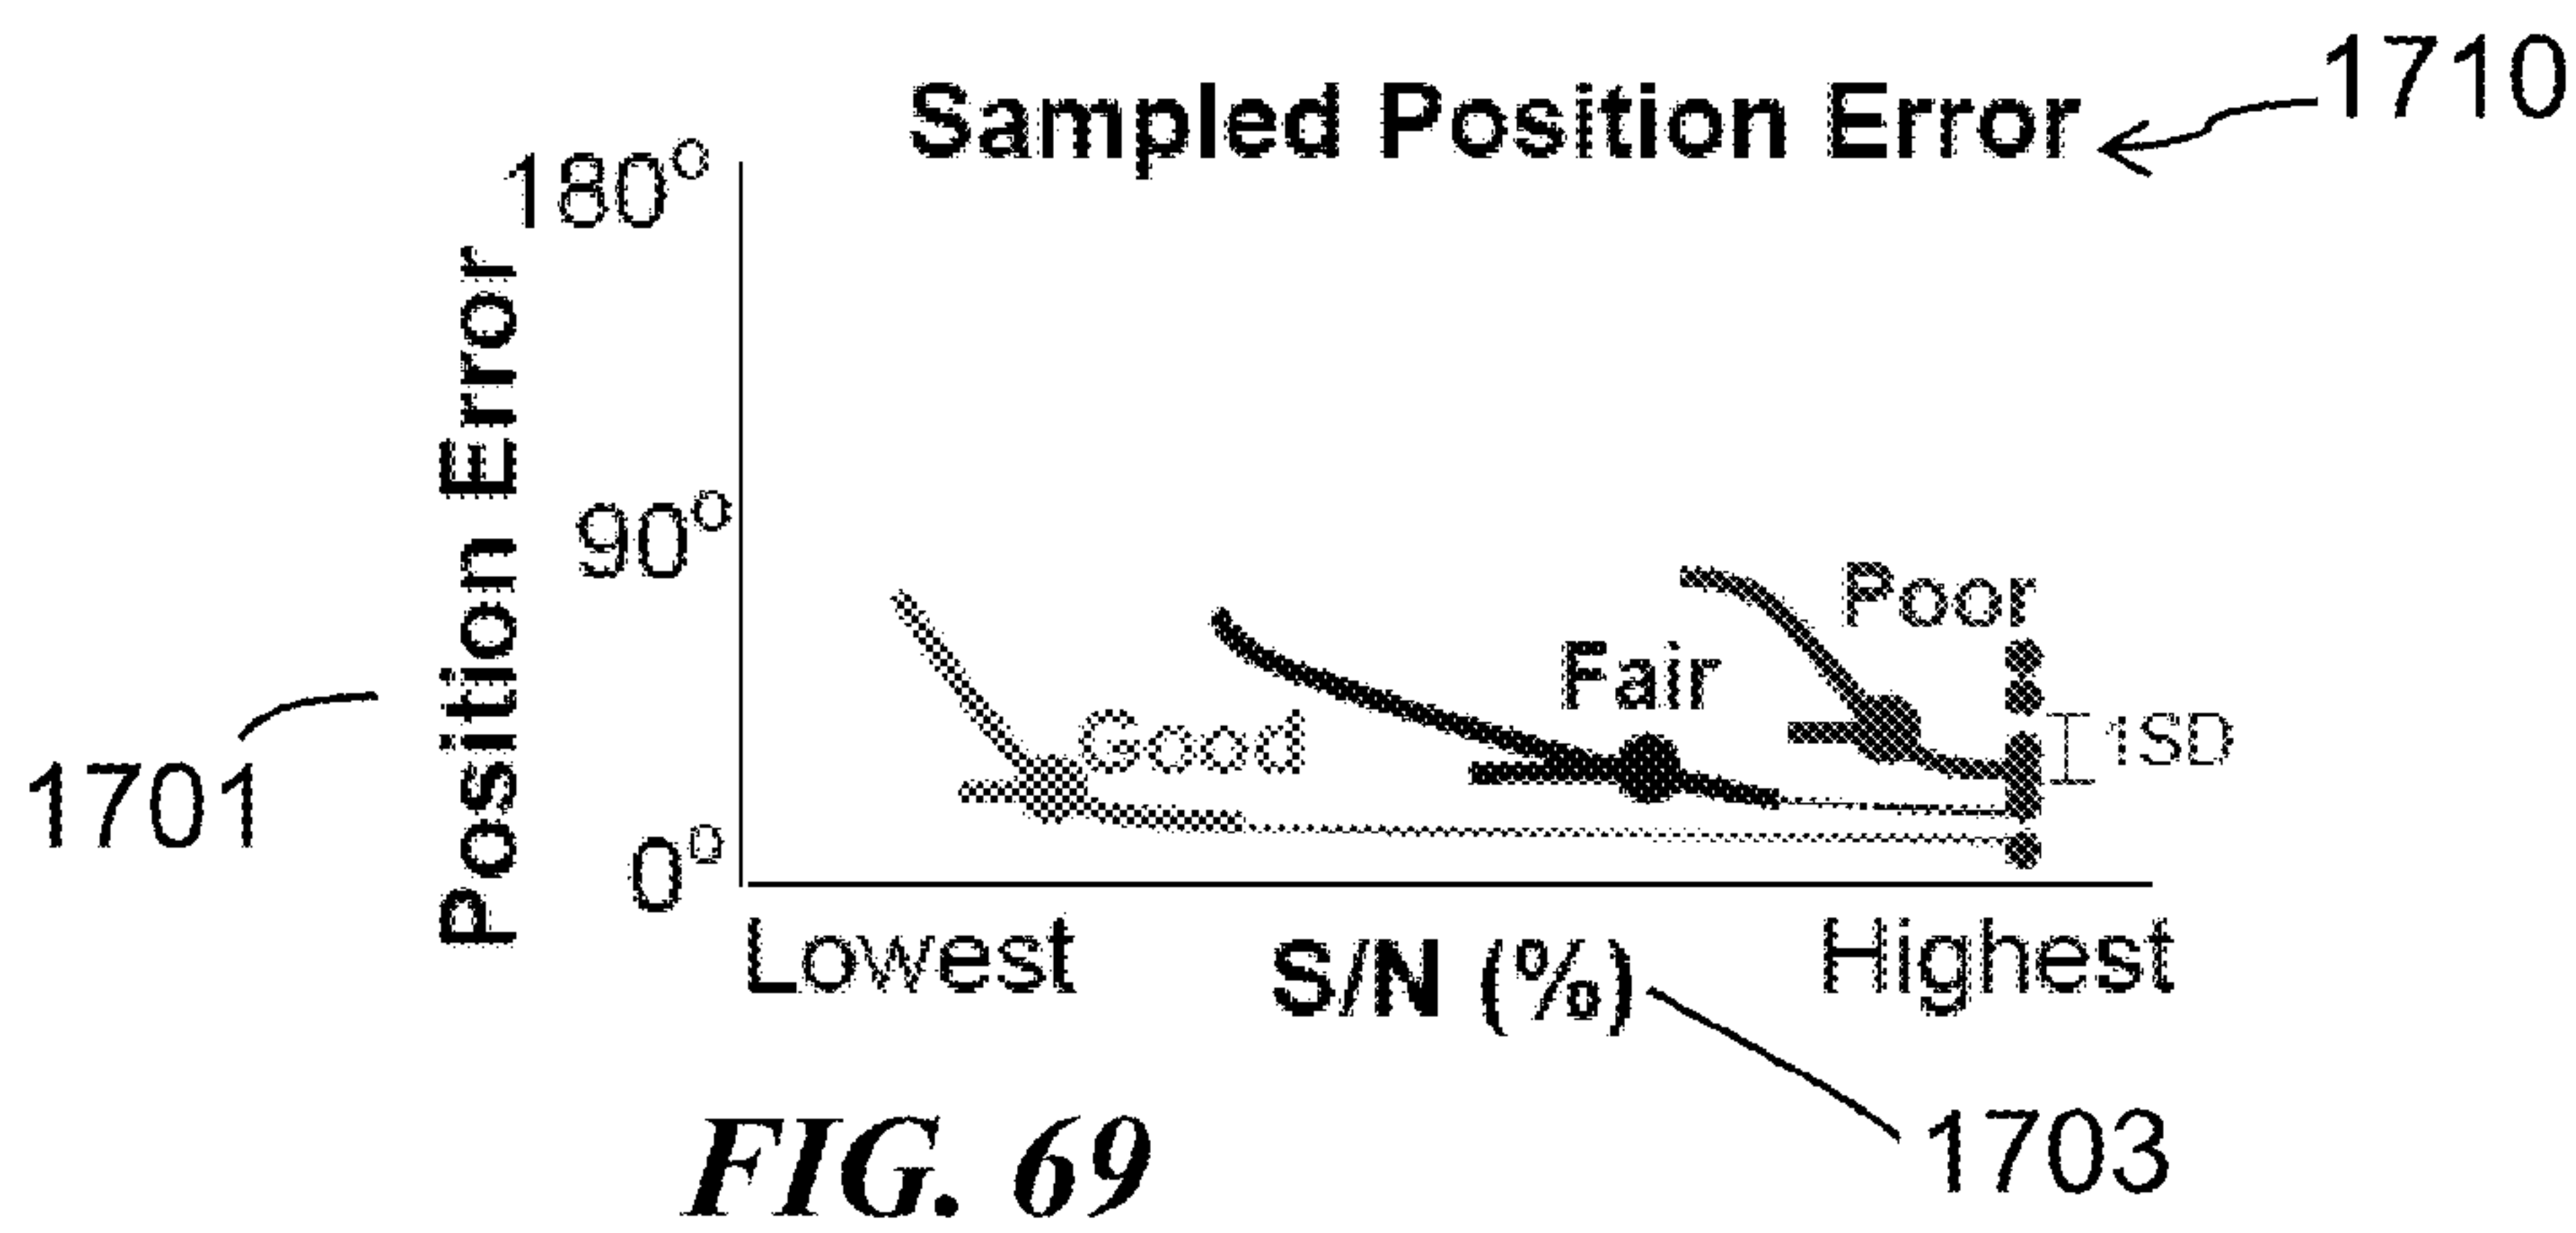 1710
Sampled Position Error
180°
Position Error
90°
Poor
Fair
Good
1SD
1701
0°
Lowest
S/N (%)
Highest
1703
FIG. 69